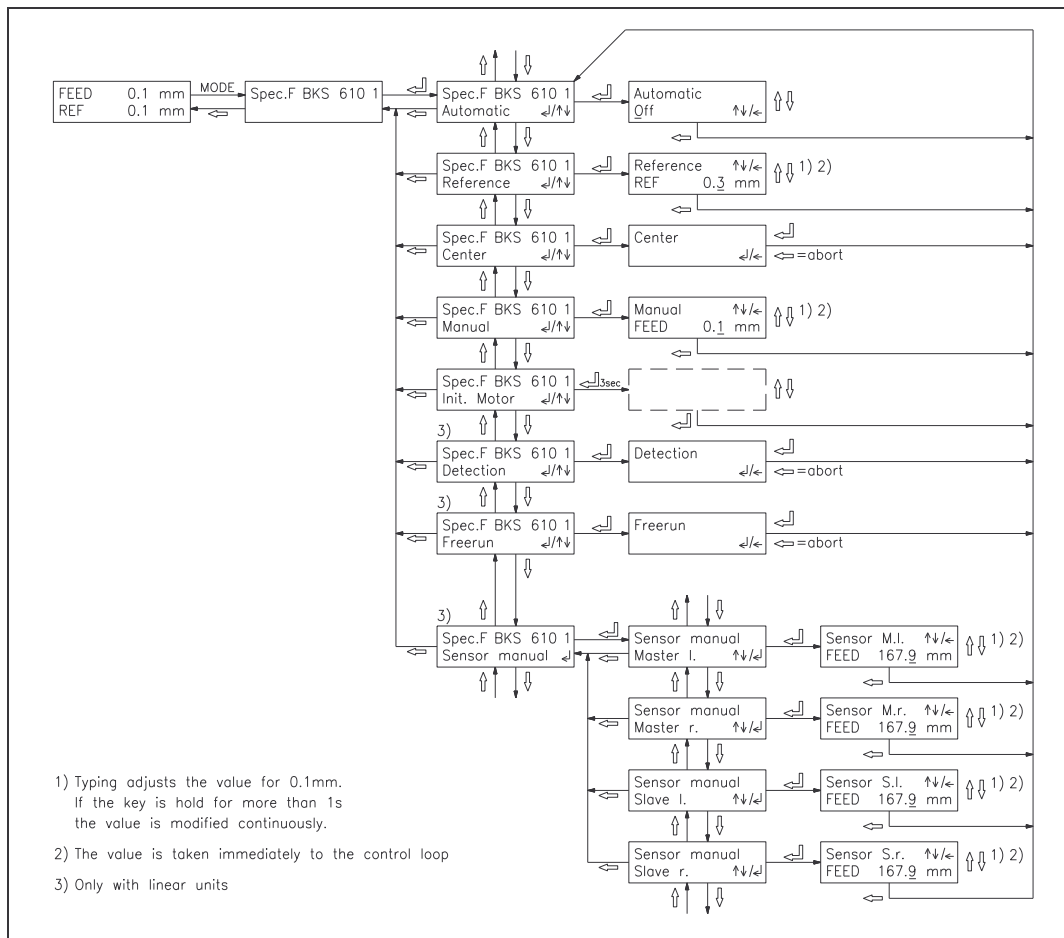 FEED 0.1 mm
REF 0.1 mm
MODE
Spec.F BKS 610 1
Spec.F BKS 610 1
Automatic ↲/↑↓
Automatic
Off ↑↓/←
Spec.F BKS 610 1
Reference ↲/↑↓
Reference ↑↓/←
REF 0.3 mm
1) 2)
Spec.F BKS 610 1
Center ↲/↑↓
Center
↲/←
=abort
Spec.F BKS 610 1
Manual ↲/↑↓
Manual ↑↓/←
FEED 0.1 mm
1) 2)
Spec.F BKS 610 1
Init. Motor ↲/↑↓
3sec
3)
Spec.F BKS 610 1
Detection ↲/↑↓
Detection
↲/←
=abort
3)
Spec.F BKS 610 1
Freerun ↲/↑↓
Freerun
↲/←
=abort
3)
Spec.F BKS 610 1
Sensor manual ↲
Sensor manual
Master l. ↑↓/↲
Sensor M.l. ↑↓/←
FEED 167.9 mm
1) 2)
Sensor manual
Master r. ↑↓/↲
Sensor M.r. ↑↓/←
FEED 167.9 mm
1) 2)
Sensor manual
Slave l. ↑↓/↲
Sensor S.l. ↑↓/←
FEED 167.9 mm
1) 2)
Sensor manual
Slave r. ↑↓/↲
Sensor S.r. ↑↓/←
FEED 167.9 mm
1) 2)
1) Typing adjusts the value for 0.1mm.
If the key is hold for more than 1s
the value is modified continuously.
2) The value is taken immediately to the control loop
3) Only with linear units